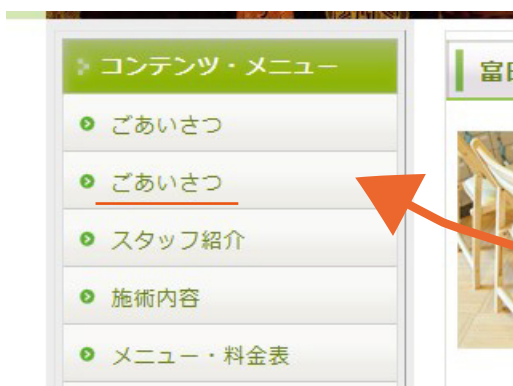 コンテンツ・メニュー
ごあいさつ
ごあいさつ
スタッフ紹介
施術内容
メニュー・料金表
富